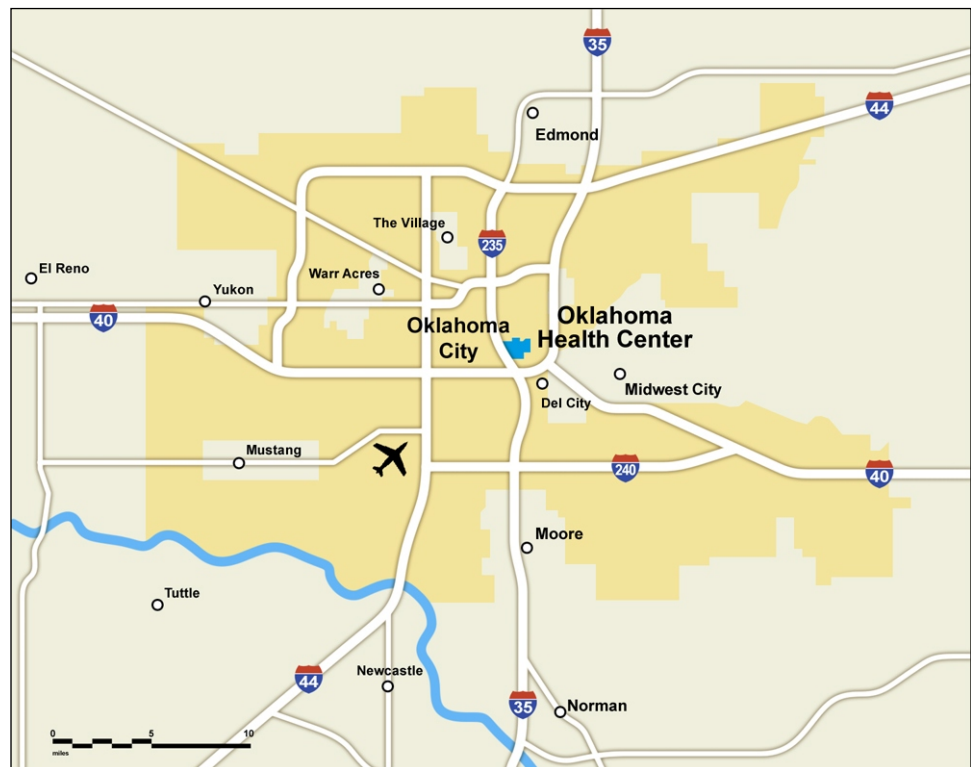 35
44
Edmond
The Village
235
El Reno
Warr Acres
Yukon
40
Oklahoma
City
Oklahoma
Health Center
Midwest City
Del City
Mustang
240
40
Moore
Tuttle
Newcastle
44
35
Norman
0 5 10
miles